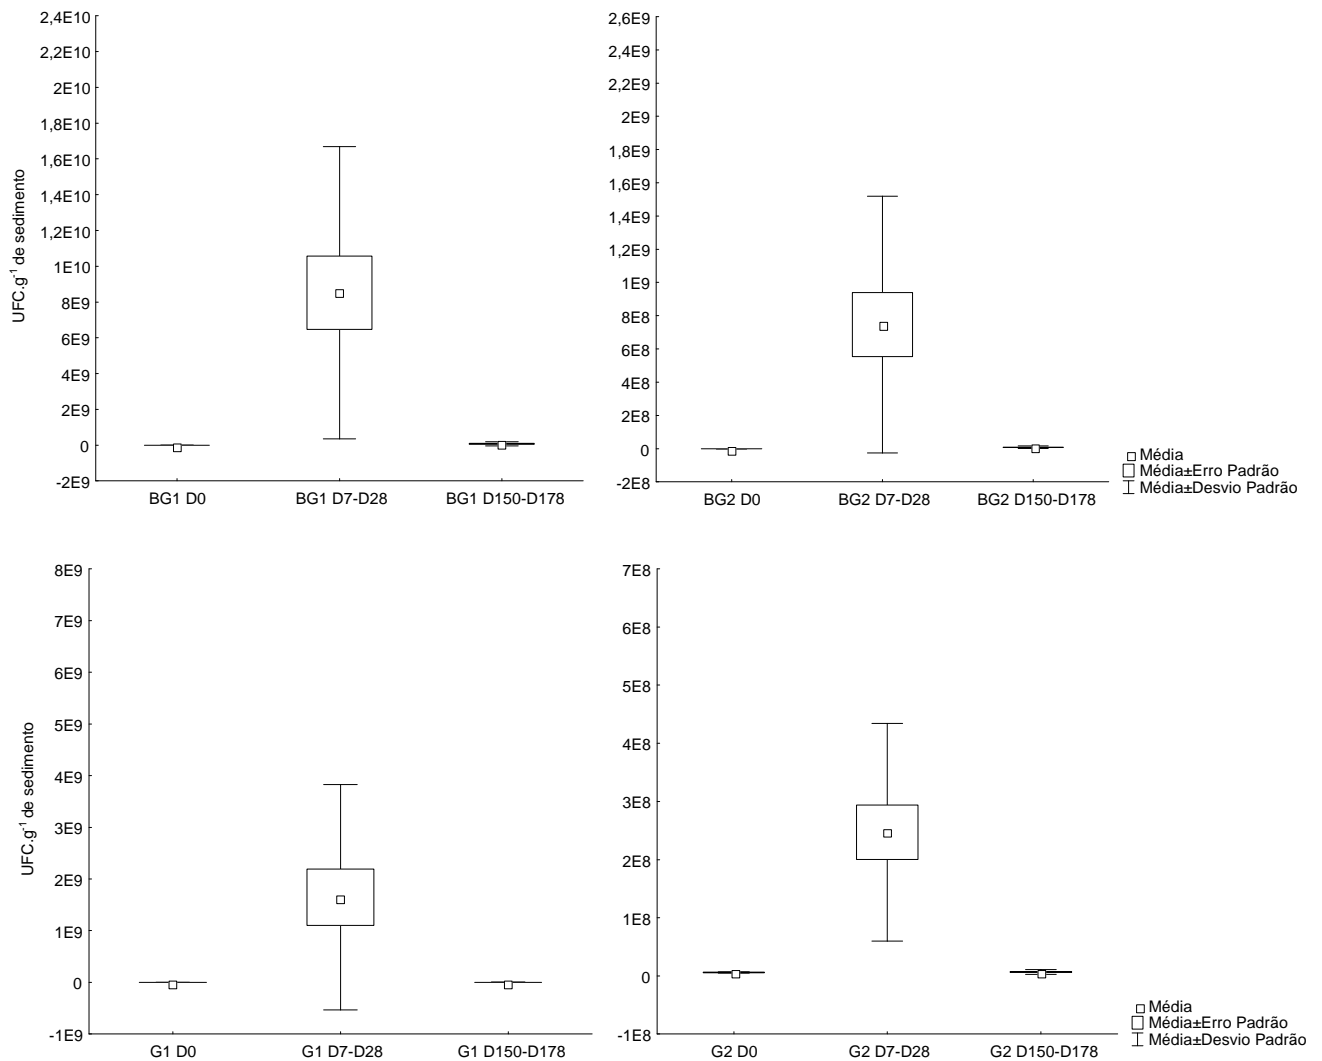 2,4E10
2,2E10
2E10
1,8E10
1,6E10
1,4E10
1,2E10
1E10
8E9
6E9
4E9
2E9
0
-2E9
UFC.g-1 de sedimento
BG1 D0 BG1 D7-D28 BG1 D150-D178
2,6E9
2,4E9
2,2E9
2E9
1,8E9
1,6E9
1,4E9
1,2E9
1E9
8E8
6E8
4E8
2E8
0
-2E8
BG2 D0 BG2 D7-D28 BG2 D150-D178
Média
Média±Erro Padrão
Média±Desvio Padrão
8E9
7E9
6E9
5E9
4E9
3E9
2E9
1E9
0
-1E9
UFC.g-1 de sedimento
G1 D0 G1 D7-D28 G1 D150-D178
7E8
6E8
5E8
4E8
3E8
2E8
1E8
0
-1E8
G2 D0 G2 D7-D28 G2 D150-D178
Média
Média±Erro Padrão
Média±Desvio Padrão